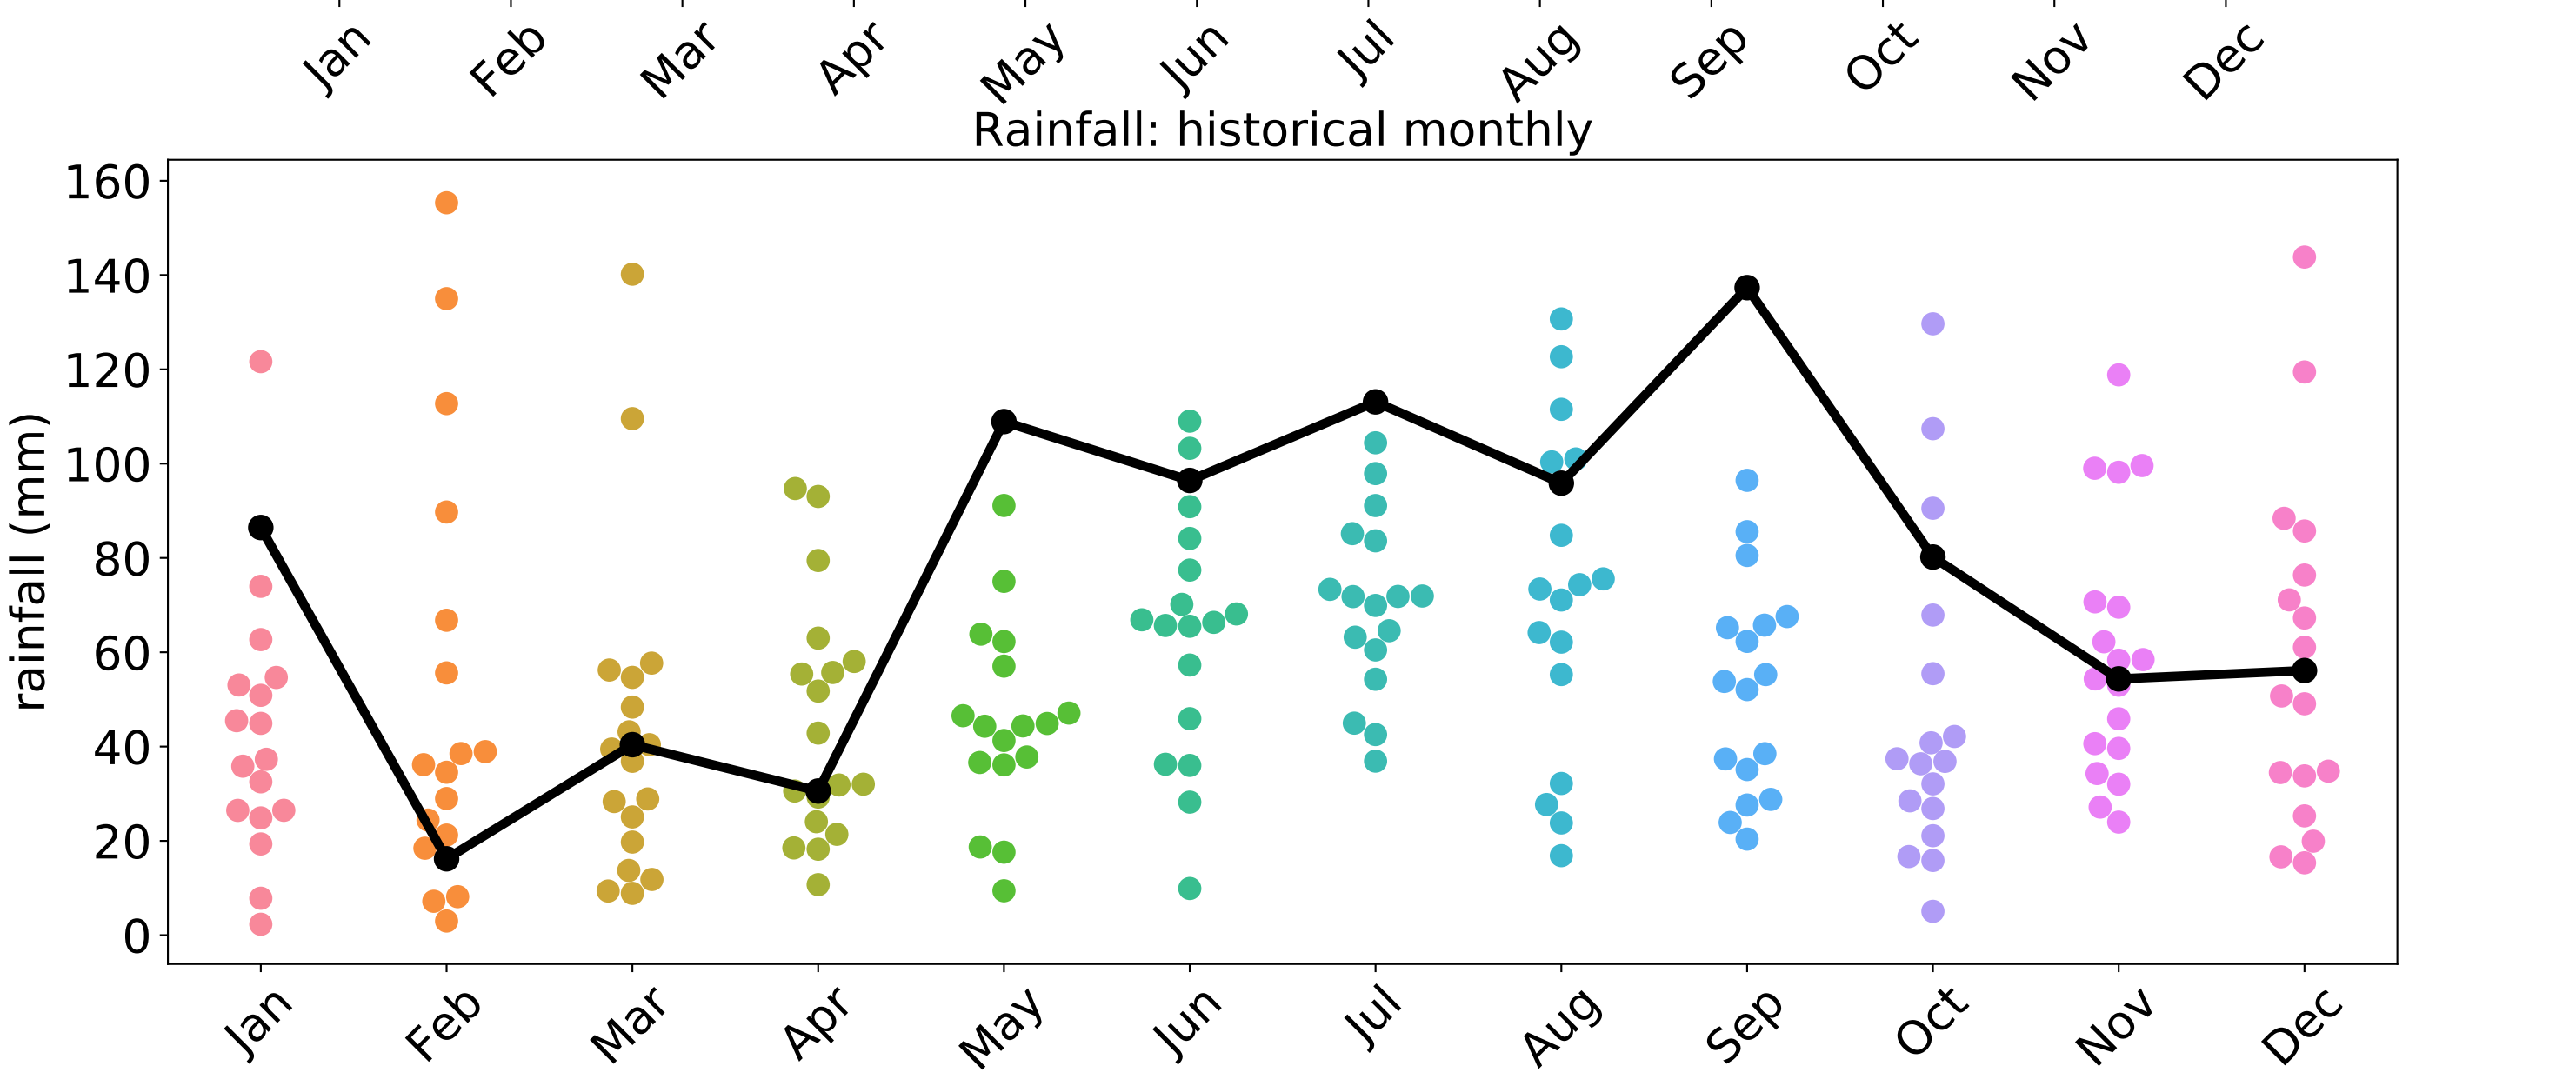 Jan Feb Mar Apr May Jun Jul Aug Sep Oct Nov Dec
Rainfall: historical monthly
160
140
120
100
80
60
40
20
0
rainfall (mm)
Jan Feb Mar Apr May Jun Jul Aug Sep Oct Nov Dec